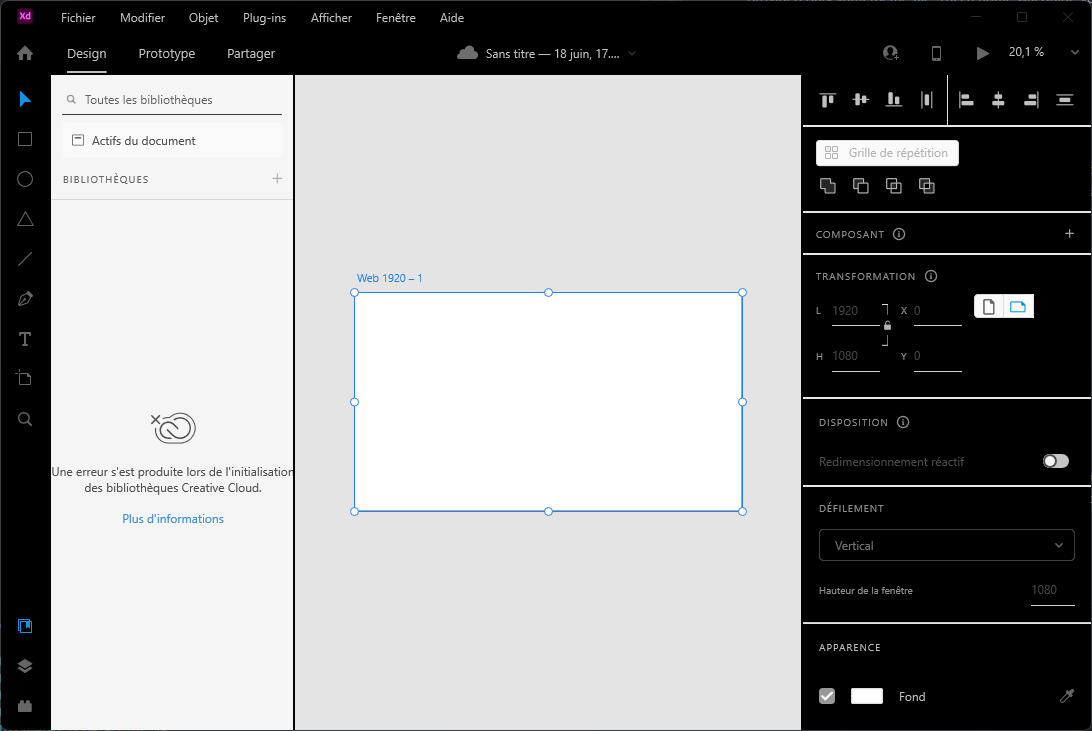 Xd Fichier Modifier Objet Plug-ins Afficher Fenêtre Aide
Design Prototype Partager Sans titre — 18 juin, 17.... 20,1 %
Toutes les bibliothèques
Actifs du document
BIBLIOTHÈQUES
Une erreur s'est produite lors de l'initialisation
des bibliothèques Creative Cloud.
Plus d'informations
Web 1920 – 1
Grille de répétition
COMPOSANT
TRANSFORMATION
L 1920 X 0
H 1080 Y 0
DISPOSITION
Redimensionnement réactif
DÉFILEMENT
Vertical
Hauteur de la fenêtre 1080
APPARENCE
Fond